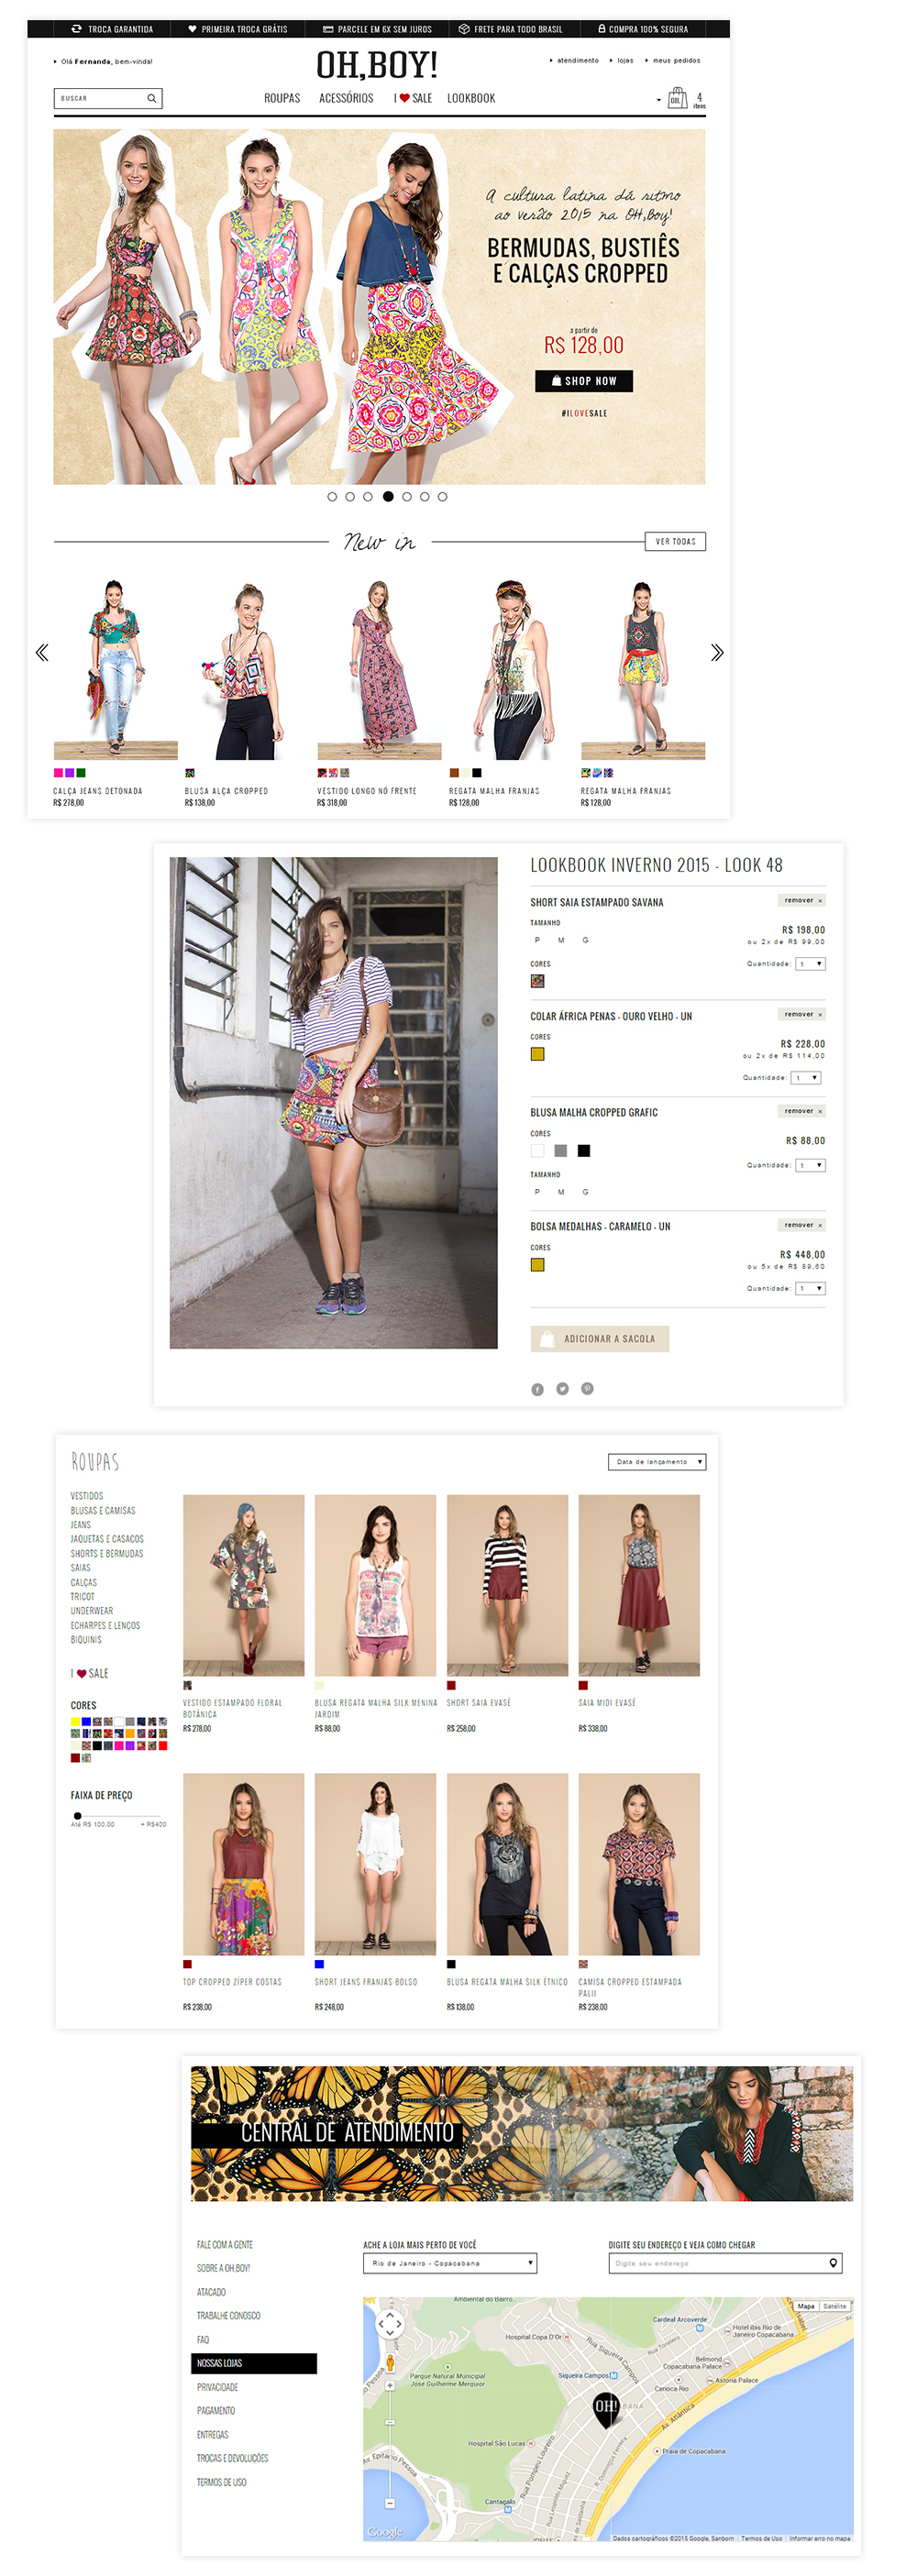 TROCA GARANTIDA
PRIMEIRA TROCA GRÁTIS
PARCELE EM 6X SEM JUROS
FRETE PARA TODO BRASIL
COMPRA 100% SEGURA
Olá Fernanda, bem-vinda!
OH,BOY!
atendimento
lojas
meus pedidos
BUSCAR
ROUPAS
ACESSÓRIOS
I SALE
LOOKBOOK
OH,
4
itens
A cultura latina dá ritmo
ao verão 2015 na OH,Boy!
BERMUDAS, BUSTIÊS
E CALÇAS CROPPED
a partir de
R$ 128,00
SHOP NOW
#ILOVESALE
New in
VER TODAS
CALÇA JEANS DETONADA
R$ 278,00
BLUSA ALÇA CROPPED
R$ 138,00
VESTIDO LONGO NÓ FRENTE
R$ 318,00
REGATA MALHA FRANJAS
R$ 128,00
REGATA MALHA FRANJAS
R$ 128,00
LOOKBOOK INVERNO 2015 - LOOK 48
SHORT SAIA ESTAMPADO SAVANA
remover ×
TAMANHO
R$ 198,00
P M G
ou 2x de R$ 99,00
CORES
Quantidade: 1
COLAR ÁFRICA PENAS - OURO VELHO - UN
remover ×
CORES
R$ 228,00
ou 2x de R$ 114,00
Quantidade: 1
BLUSA MALHA CROPPED GRAFIC
remover ×
CORES
R$ 88,00
Quantidade: 1
TAMANHO
P M G
BOLSA MEDALHAS - CARAMELO - UN
remover ×
CORES
R$ 448,00
ou 5x de R$ 89,60
Quantidade: 1
ADICIONAR A SACOLA
ROUPAS
Data de lançamento
VESTIDOS
BLUSAS E CAMISAS
JEANS
JAQUETAS E CASACOS
SHORTS E BERMUDAS
SAIAS
CALÇAS
TRICOT
UNDERWEAR
ECHARPES E LENÇOS
BIQUINIS
I SALE
CORES
FAIXA DE PREÇO
Até R$ 100,00
+ R$400
VESTIDO ESTAMPADO FLORAL
BOTÂNICA
R$ 278,00
BLUSA REGATA MALHA SILK MENINA
JARDIM
R$ 88,00
SHORT SAIA EVASÊ
R$ 258,00
SAIA MIDI EVASÊ
R$ 338,00
TOP CROPPED ZÍPER COSTAS
R$ 238,00
SHORT JEANS FRANJAS BOLSO
R$ 248,00
BLUSA REGATA MALHA SILK ÉTNICO
R$ 138,00
CAMISA CROPPED ESTAMPADA
PALII
R$ 238,00
CENTRAL DE ATENDIMENTO
FALE COM A GENTE
SOBRE A OH,BOY!
ATACADO
TRABALHE CONOSCO
FAQ
NOSSAS LOJAS
PRIVACIDADE
PAGAMENTO
ENTREGAS
TROCAS E DEVOLUÇÕES
TERMOS DE USO
ACHE A LOJA MAIS PERTO DE VOCÊ
Rio de Janeiro - Copacabana
DIGITE SEU ENDEREÇO E VEJA COMO CHEGAR
Digite seu endereço
Ambiental do Bairro
Mapa
Satélite
Cardeal Arcoverde
Hotel Ibis Rio de
Janeiro Copacabana
Hospital Copa D'Or
Rua Siqueira Campos
Rua Tonelero
Belmond
Copacabana Palace
Siqueira Campos
Astoria Palace
Parque Natural Municipal
José Guilherme Merquior
Carioca Rio
OH!
Av. Atlântica
Hospital São Lucas
Praia de Copacabana
Rua Pompeu Loureiro
Av. Epitácio Pessoa
Cantagalo
Google
Dados cartográficos ©2015 Google, Sanborn
Termos de Uso
Informar erro no mapa